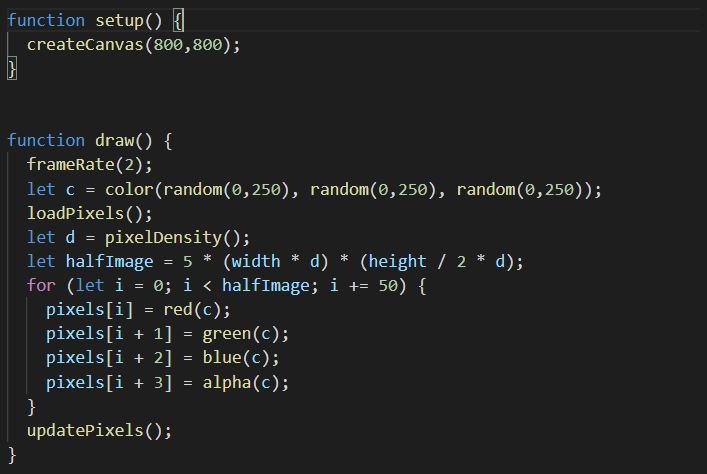 function setup() {
  createCanvas(800,800);
}
function draw() {
  frameRate(2);
  let c = color(random(0,250), random(0,250), random(0,250));
  loadPixels();
  let d = pixelDensity();
  let halfImage = 5 * (width * d) * (height / 2 * d);
  for (let i = 0; i < halfImage; i += 50) {
    pixels[i] = red(c);
    pixels[i + 1] = green(c);
    pixels[i + 2] = blue(c);
    pixels[i + 3] = alpha(c);
  }
  updatePixels();
}